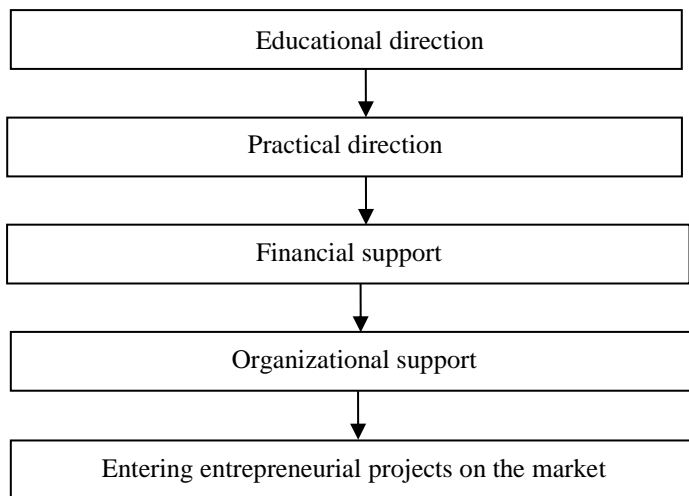 Educational direction
Practical direction
Financial support
Organizational support
Entering entrepreneurial projects on the market